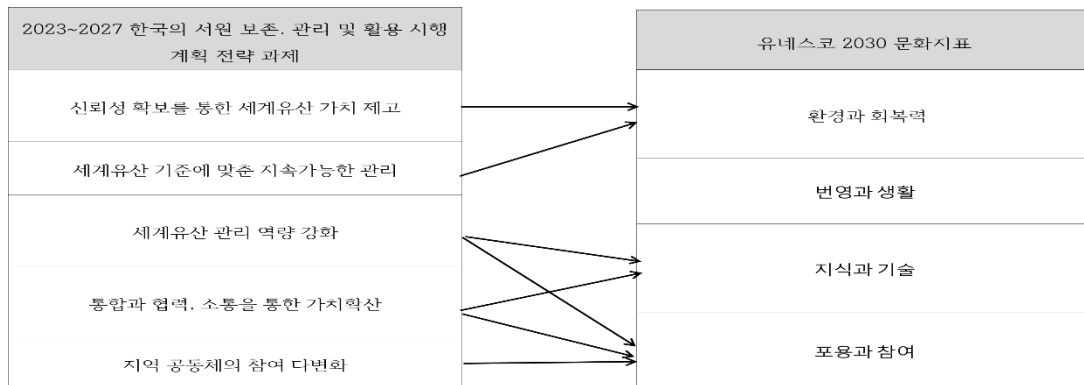 2023~2027 한국의 서원 보존. 관리 및 활용 시행
계획 전략 과제
유네스코 2030 문화지표
신뢰성 확보를 통한 세계유산 가치 제고
환경과 회복력
세계유산 기준에 맞춘 지속가능한 관리
번영과 생활
세계유산 관리 역량 강화
지식과 기술
통합과 협력. 소통을 통한 가치확산
포용과 참여
지역 공동체의 참여 다변화